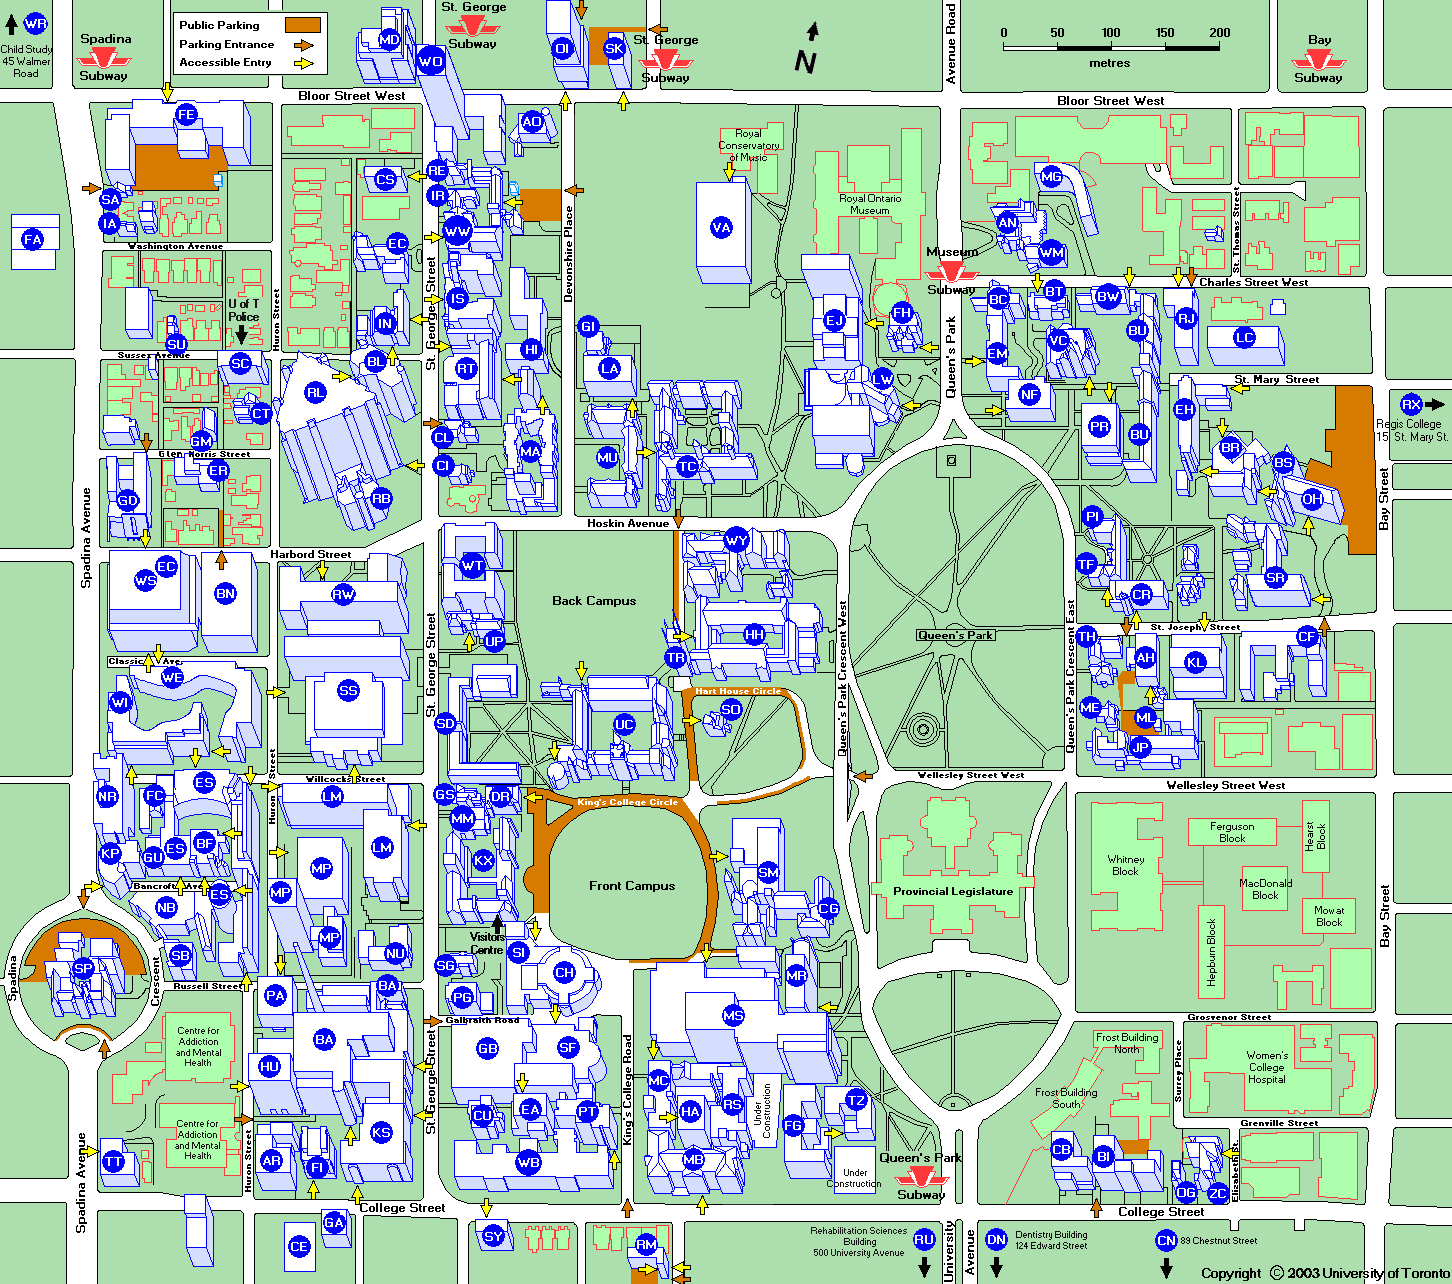 WR
Child Study
45 Walmer
Road
Spadina
Subway
Public Parking
Parking Entrance
Accessible Entry
MD
WO
St. George
Subway
OI
SK
St. George
Subway
N
Avenue Road
0 50 100 150 200
metres
Bay
Subway
Bloor Street West
Bloor Street West
FE
AO
Royal
Conservatory
of Music
RE
CS
IR
SA
IA
FA
WW
EC
VA
Royal Ontario
Museum
MG
AN
WM
St. Thomas Street
Washington Avenue
Devonshire Place
Museum
Subway
Charles Street West
U of T
Police
Huron Street
St. George Street
IS
IN
GI
EJ
FH
BC
BT
BW
BU
RJ
LC
VC
EM
SU
Sussex Avenue
SC
BL
RT
HI
LA
LW
Queen's Park
NF
St. Mary Street
RL
CT
GM
CL
CI
MA
MU
TC
PR
BU
EH
BR
BS
OH
RX
Regis College
15 St. Mary St.
Glen Morris Street
ER
GD
RB
Spadina Avenue
Hoskin Avenue
PI
Bay Street
Harbord Street
WS
EC
BN
RW
WT
WY
Back Campus
TF
CR
SR
UP
HH
TR
Queen's Park
St. Joseph Street
TH
AH
KL
CF
Classic Ave.
WE
WI
SS
St. George Street
SD
UC
Hart House Circle
SO
Queen's Park Crescent West
Queen's Park Crescent East
ME
ML
JP
Willcocks Street
Wellesley Street West
Wellesley Street West
NR
FC
ES
Huron Street
LM
GS
DR
King's College Circle
MM
KP
GU
ES
BF
LM
KX
Ferguson
Block
Hearst
Block
Whitney
Block
MP
SM
Front Campus
Provincial Legislature
MacDonald
Block
Mowat
Block
Bancroft Ave.
NB
ES
MP
CG
Visitors
Centre
MP
NU
SI
Hepburn Block
Bay Street
SB
SP
Spadina
Crescent
SG
CH
MR
Russell Street
PA
BA
PG
MS
Galbraith Road
Grosvenor Street
Centre for
Addiction
and Mental
Health
BA
HU
GB
SF
King's College Road
Frost Building
North
Surrey Place
Women's
College
Hospital
MC
HA
RS
Under
Construction
FG
TZ
Frost Building
South
St. George Street
CU
EA
PT
KS
Centre for
Addiction
and Mental
Health
Grenville Street
Spadina Avenue
TT
Huron Street
AR
FI
WB
MB
Under
Construction
Queen's Park
Subway
CB
BI
OG
ZC
Elizabeth St.
College Street
College Street
GA
CE
SY
RM
Rehabilitation Sciences
Building
500 University Avenue
RU
University
Avenue
DN
Dentistry Building
124 Edward Street
CN
89 Chestnut Street
Copyright © 2003 University of Toronto